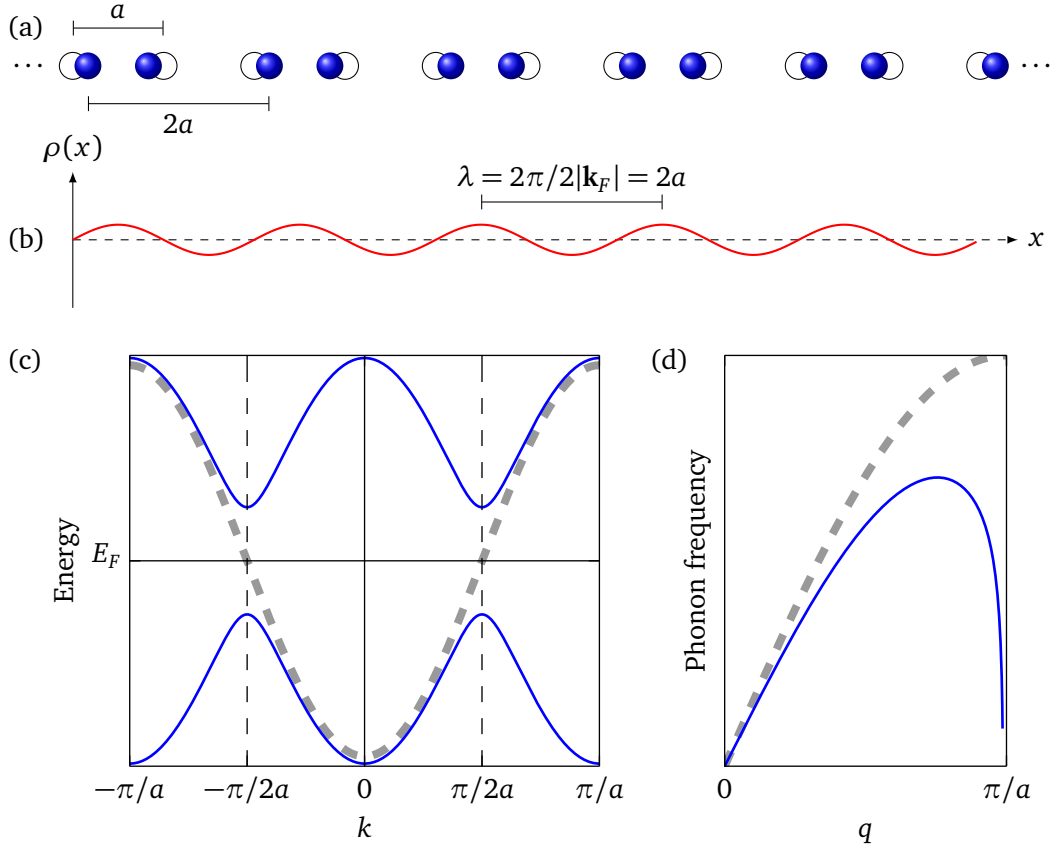 (a)
a
··· ···
2a
ρ(x)
λ = 2π/2|k_F| = 2a
(b)
x
(c)
(d)
Energy
E_F
Phonon frequency
−π/a −π/2a 0 π/2a π/a
0 π/a
k
q